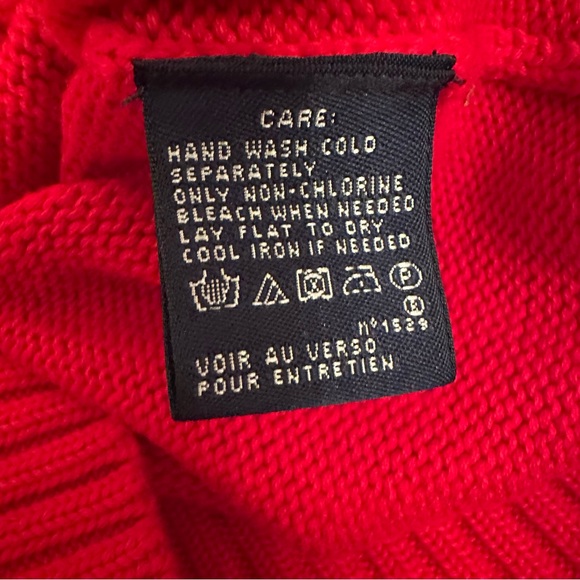 CARE:
HAND WASH COLD
SEPARATELY
ONLY NON-CHLORINE
BLEACH WHEN NEEDED
LAY FLAT TO DRY
COOL IRON IF NEEDED
P
Nº1529
VOIR AU VERSO
POUR ENTRETIEN